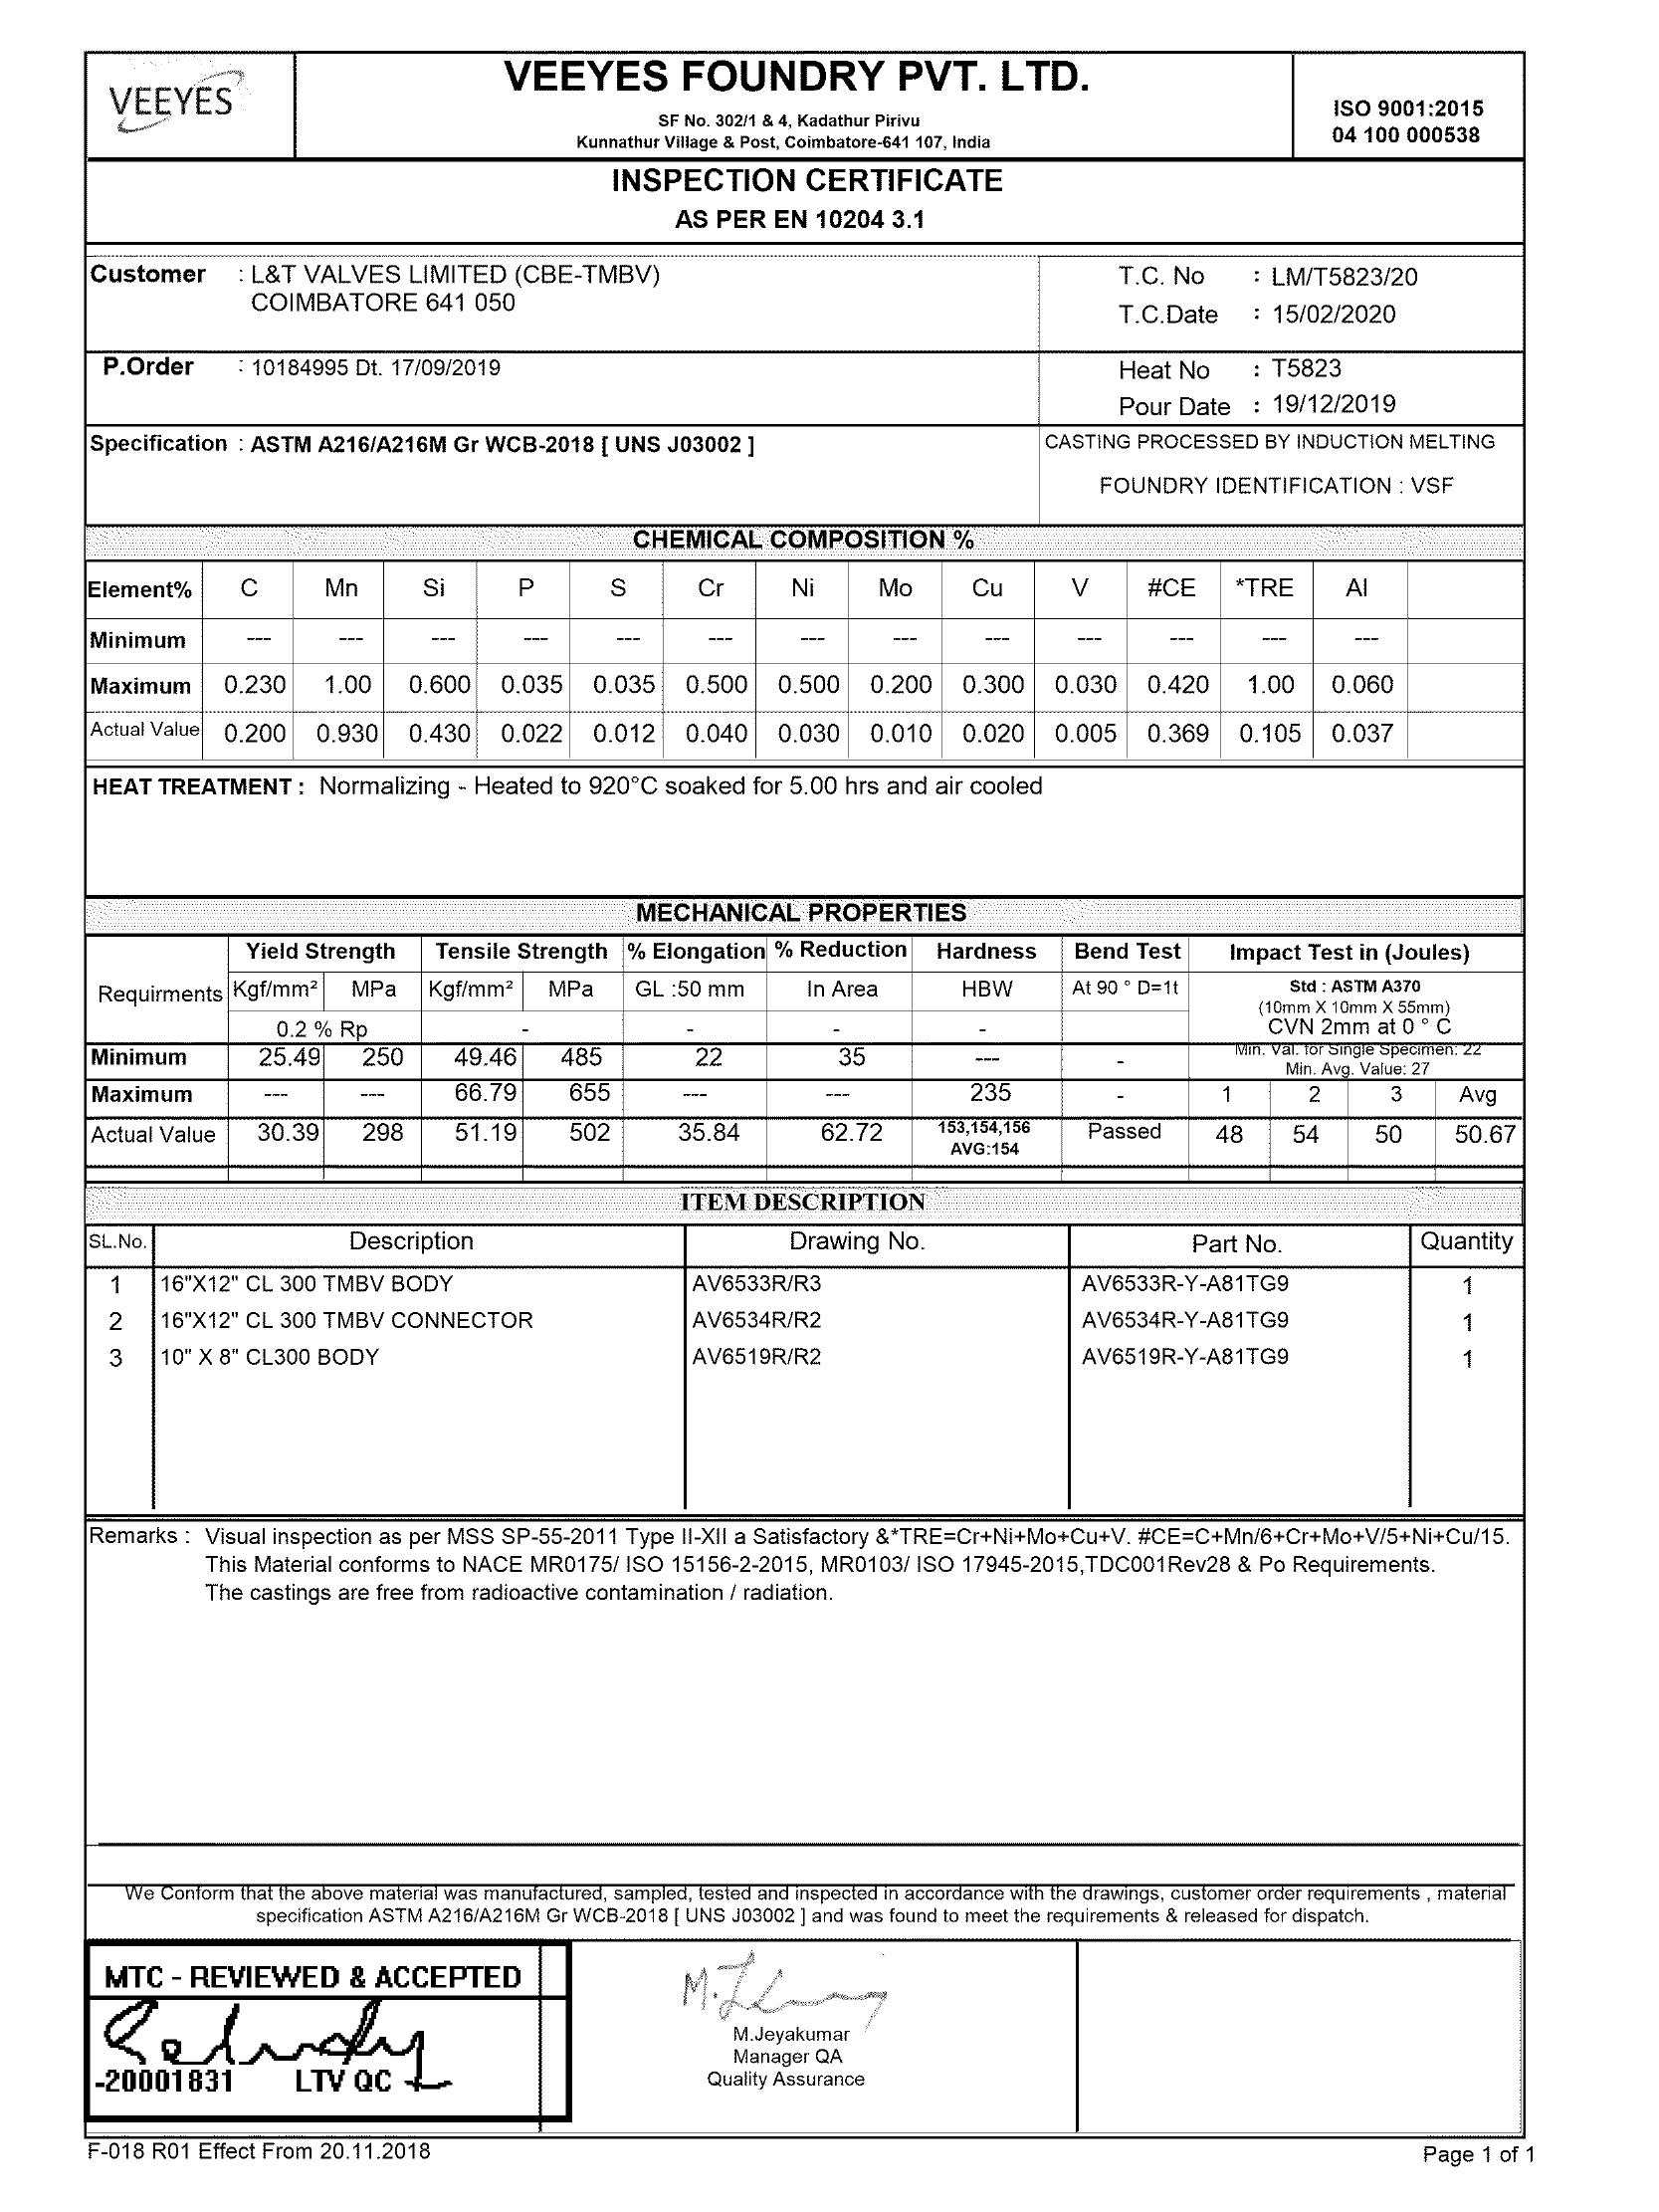 VEEYES
VEEYES FOUNDRY PVT. LTD.
SF No. 302/1 & 4, Kadathur Pirivu
Kunnathur Village & Post, Coimbatore-641 107, India
ISO 9001:2015
04 100 000538
INSPECTION CERTIFICATE
AS PER EN 10204 3.1
Customer : L&T VALVES LIMITED (CBE-TMBV)
COIMBATORE 641 050
T.C. No : LM/T5823/20
T.C.Date : 15/02/2020
P.Order : 10184995 Dt. 17/09/2019
Heat No : T5823
Pour Date : 19/12/2019
Specification : ASTM A216/A216M Gr WCB-2018 [ UNS J03002 ]
CASTING PROCESSED BY INDUCTION MELTING
FOUNDRY IDENTIFICATION : VSF
CHEMICAL COMPOSITION %
Element% C Mn Si P S Cr Ni Mo Cu V #CE *TRE Al
Minimum --- --- --- --- --- --- --- --- --- --- --- --- ---
Maximum 0.230 1.00 0.600 0.035 0.035 0.500 0.500 0.200 0.300 0.030 0.420 1.00 0.060
Actual Value 0.200 0.930 0.430 0.022 0.012 0.040 0.030 0.010 0.020 0.005 0.369 0.105 0.037
HEAT TREATMENT : Normalizing - Heated to 920°C soaked for 5.00 hrs and air cooled
MECHANICAL PROPERTIES
Yield Strength Tensile Strength % Elongation % Reduction Hardness Bend Test Impact Test in (Joules)
Requirments Kgf/mm² MPa Kgf/mm² MPa GL :50 mm In Area HBW At 90 ° D=1t Std : ASTM A370
(10mm X 10mm X 55mm)
0.2 % Rp - - - - CVN 2mm at 0 ° C
Minimum 25.49 250 49.46 485 22 35 --- - Min. Val. for Single Specimen: 22
Min. Avg. Value: 27
Maximum --- --- 66.79 655 --- --- 235 - 1 2 3 Avg
Actual Value 30.39 298 51.19 502 35.84 62.72 153,154,156 Passed 48 54 50 50.67
AVG:154
ITEM DESCRIPTION
SL.No. Description Drawing No. Part No. Quantity
1 16"X12" CL 300 TMBV BODY AV6533R/R3 AV6533R-Y-A81TG9 1
2 16"X12" CL 300 TMBV CONNECTOR AV6534R/R2 AV6534R-Y-A81TG9 1
3 10" X 8" CL300 BODY AV6519R/R2 AV6519R-Y-A81TG9 1
Remarks : Visual inspection as per MSS SP-55-2011 Type II-XII a Satisfactory &*TRE=Cr+Ni+Mo+Cu+V. #CE=C+Mn/6+Cr+Mo+V/5+Ni+Cu/15.
This Material conforms to NACE MR0175/ ISO 15156-2-2015, MR0103/ ISO 17945-2015,TDC001Rev28 & Po Requirements.
The castings are free from radioactive contamination / radiation.
We Conform that the above material was manufactured, sampled, tested and inspected in accordance with the drawings, customer order requirements , material
specification ASTM A216/A216M Gr WCB-2018 [ UNS J03002 ] and was found to meet the requirements & released for dispatch.
MTC - REVIEWED & ACCEPTED
-20001831 LTV QC
M.Jeyakumar
Manager QA
Quality Assurance
F-018 R01 Effect From 20.11.2018
Page 1 of 1